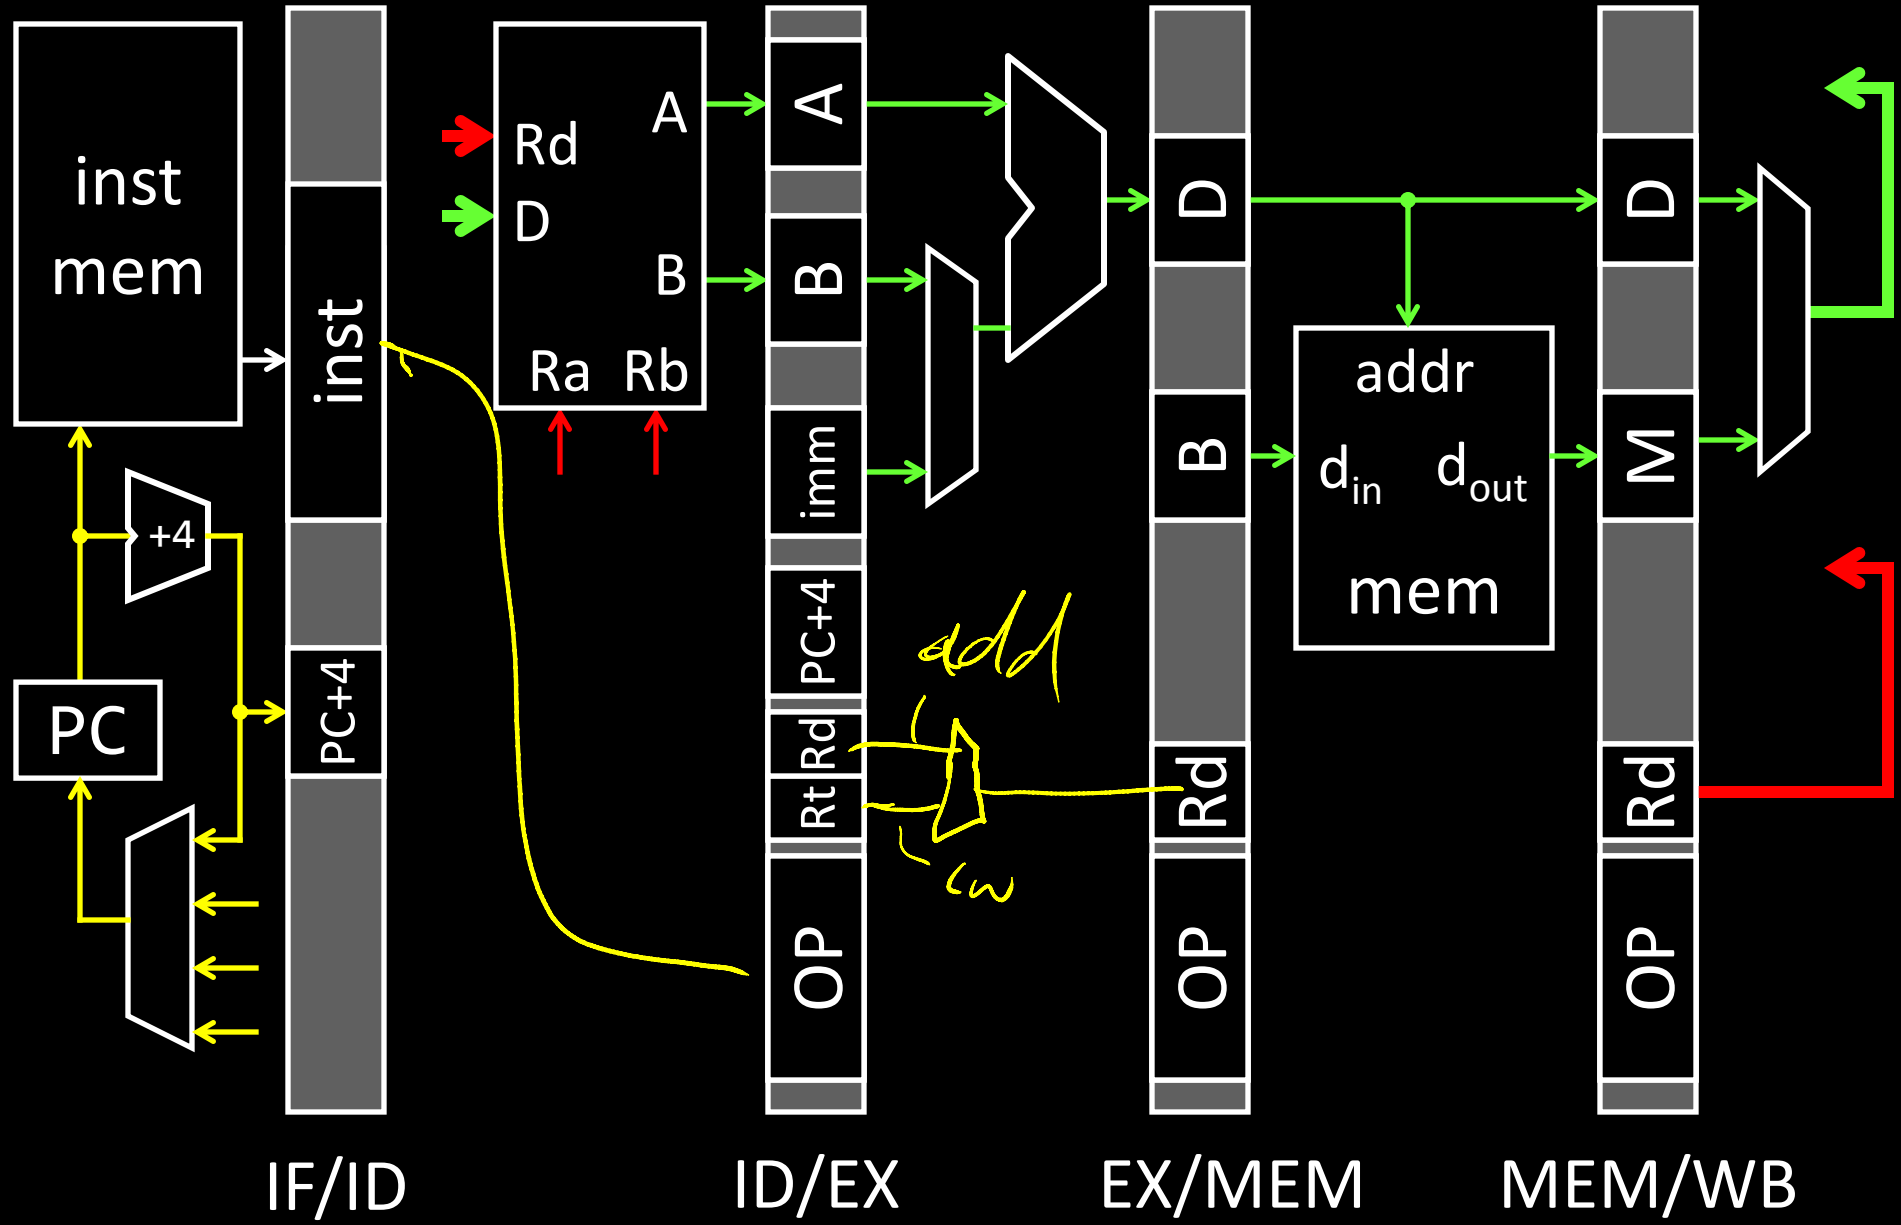 inst
mem
+4
PC
inst
PC+4
IF/ID
Rd
D
A
B
Ra Rb
A
B
imm
PC+4
Rd
Rt
OP
ID/EX
add
lw
D
B
Rd
OP
EX/MEM
addr
din dout
mem
D
M
Rd
OP
MEM/WB